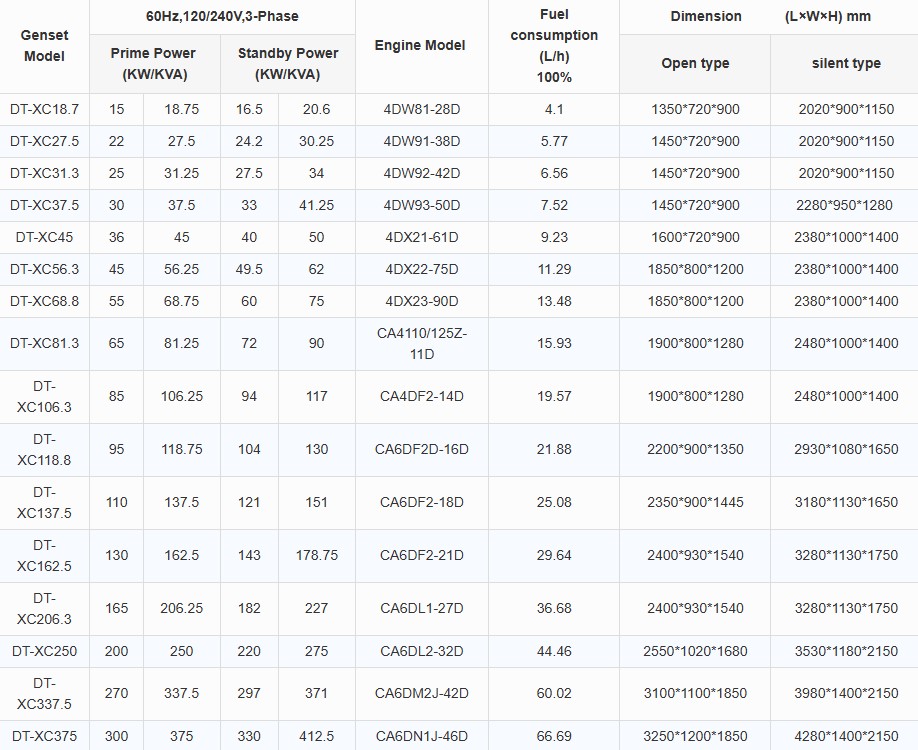 Genset Model
60Hz,120/240V,3-Phase
Engine Model
Fuel consumption (L/h) 100%
Dimension (L×W×H) mm
Prime Power (KW/KVA)
Standby Power (KW/KVA)
Open type
silent type
DT-XC18.7 15 18.75 16.5 20.6 4DW81-28D 4.1 1350*720*900 2020*900*1150
DT-XC27.5 22 27.5 24.2 30.25 4DW91-38D 5.77 1450*720*900 2020*900*1150
DT-XC31.3 25 31.25 27.5 34 4DW92-42D 6.56 1450*720*900 2020*900*1150
DT-XC37.5 30 37.5 33 41.25 4DW93-50D 7.52 1450*720*900 2280*950*1280
DT-XC45 36 45 40 50 4DX21-61D 9.23 1600*720*900 2380*1000*1400
DT-XC56.3 45 56.25 49.5 62 4DX22-75D 11.29 1850*800*1200 2380*1000*1400
DT-XC68.8 55 68.75 60 75 4DX23-90D 13.48 1850*800*1200 2380*1000*1400
DT-XC81.3 65 81.25 72 90 CA4110/125Z-11D 15.93 1900*800*1280 2480*1000*1400
DT-XC106.3 85 106.25 94 117 CA4DF2-14D 19.57 1900*800*1280 2480*1000*1400
DT-XC118.8 95 118.75 104 130 CA6DF2D-16D 21.88 2200*900*1350 2930*1080*1650
DT-XC137.5 110 137.5 121 151 CA6DF2-18D 25.08 2350*900*1445 3180*1130*1650
DT-XC162.5 130 162.5 143 178.75 CA6DF2-21D 29.64 2400*930*1540 3280*1130*1750
DT-XC206.3 165 206.25 182 227 CA6DL1-27D 36.68 2400*930*1540 3280*1130*1750
DT-XC250 200 250 220 275 CA6DL2-32D 44.46 2550*1020*1680 3530*1180*2150
DT-XC337.5 270 337.5 297 371 CA6DM2J-42D 60.02 3100*1100*1850 3980*1400*2150
DT-XC375 300 375 330 412.5 CA6DN1J-46D 66.69 3250*1200*1850 4280*1400*2150